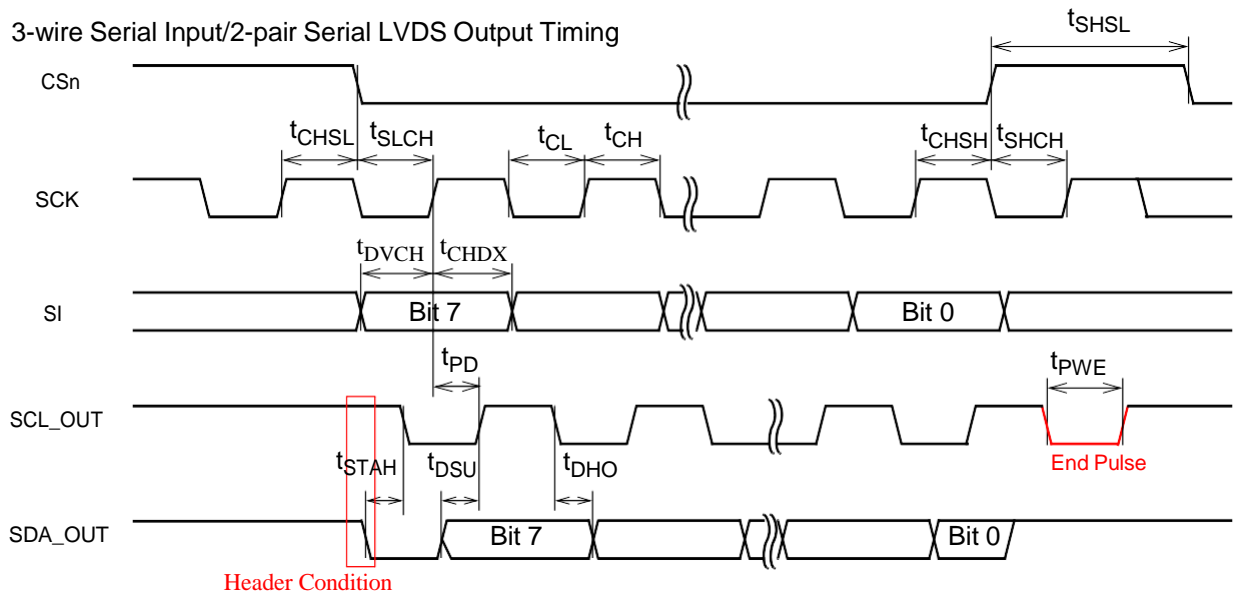 3-wire Serial Input/2-pair Serial LVDS Output Timing
tSHSL
CSn
tCHSL tSLCH tCL tCH tCHSH tSHCH
SCK
tDVCH tCHDX
SI Bit 7 Bit 0
tPD tPWE
SCL_OUT
End Pulse
tSTAH tDSU tDHO
SDA_OUT Bit 7 Bit 0
Header Condition